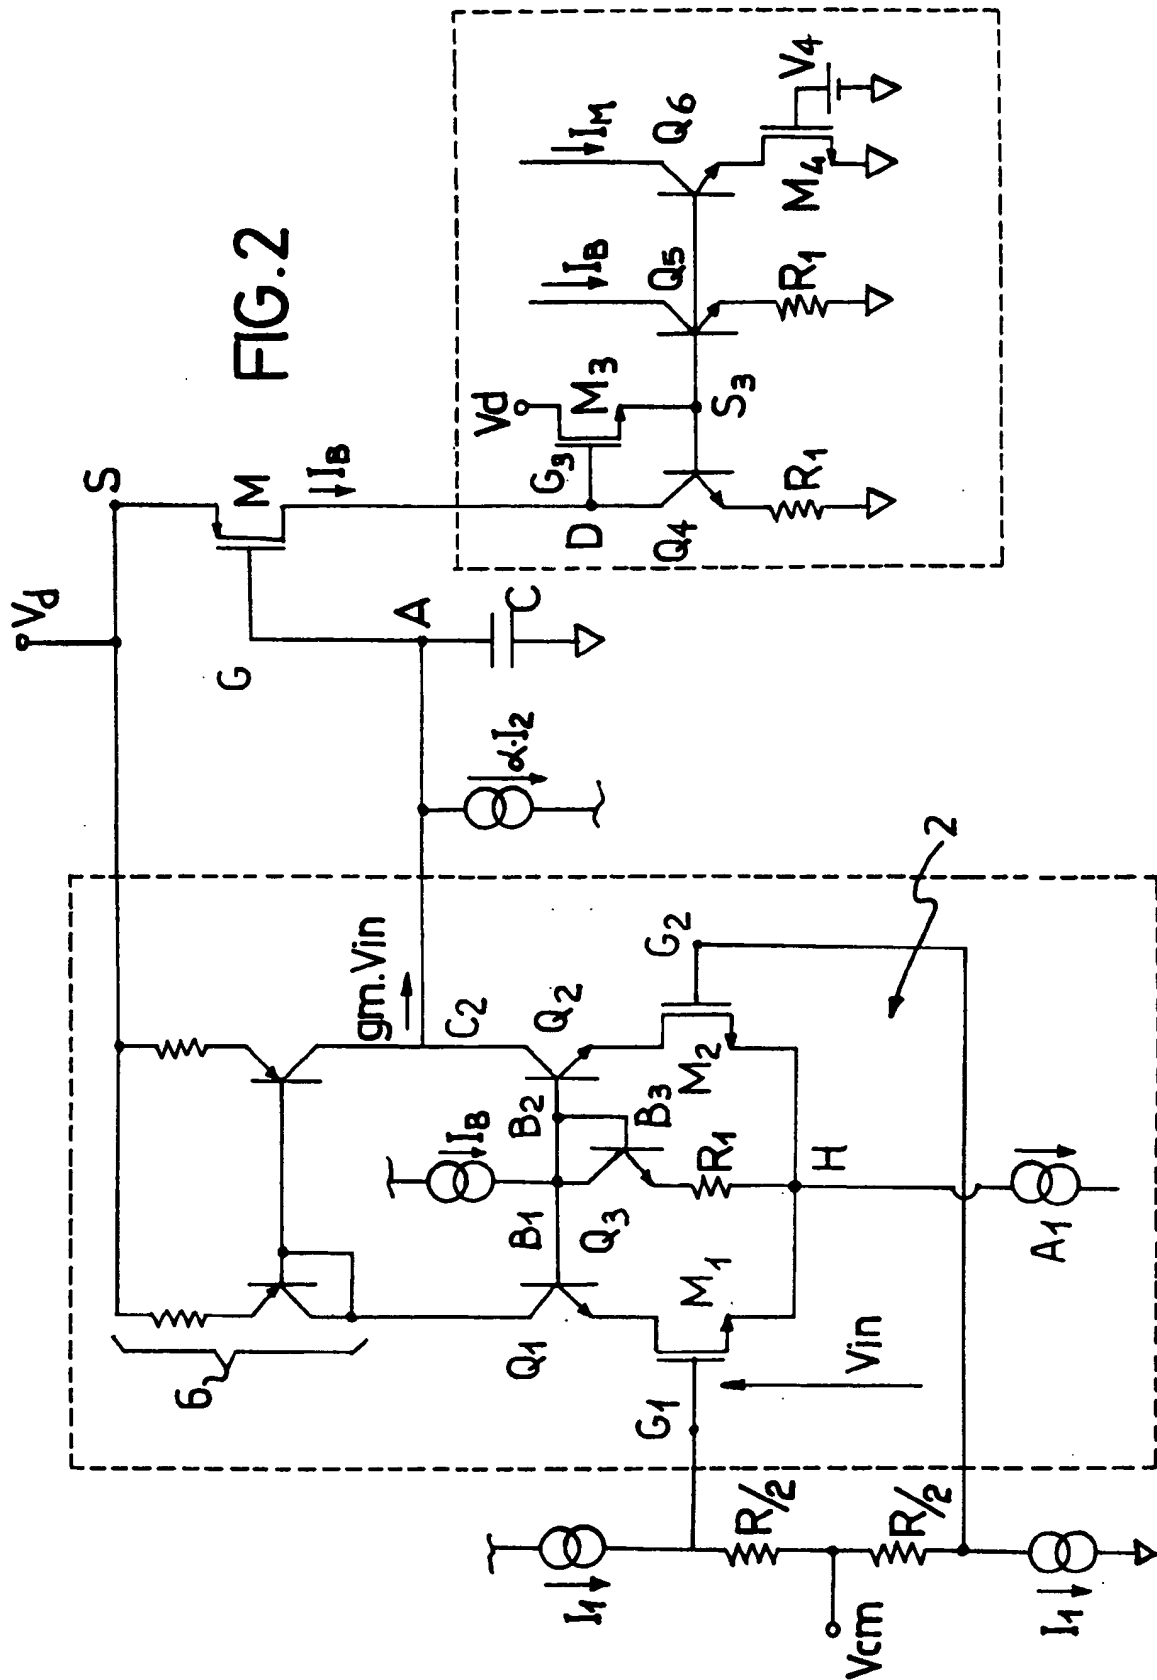 FIG.2
Vd
S
G
M
IB
A
C
α·I2
D
G3
Vd
M3
S3
Q4
R1
Q5
IB
R1
Q6
IM
M4
V4
6
gm.Vin
C2
Q1
B1
IB
B2
Q2
Q3
B3
R1
M1
M2
G1
G2
H
Vin
A1
2
I1
R/2
Vcm
R/2
I1